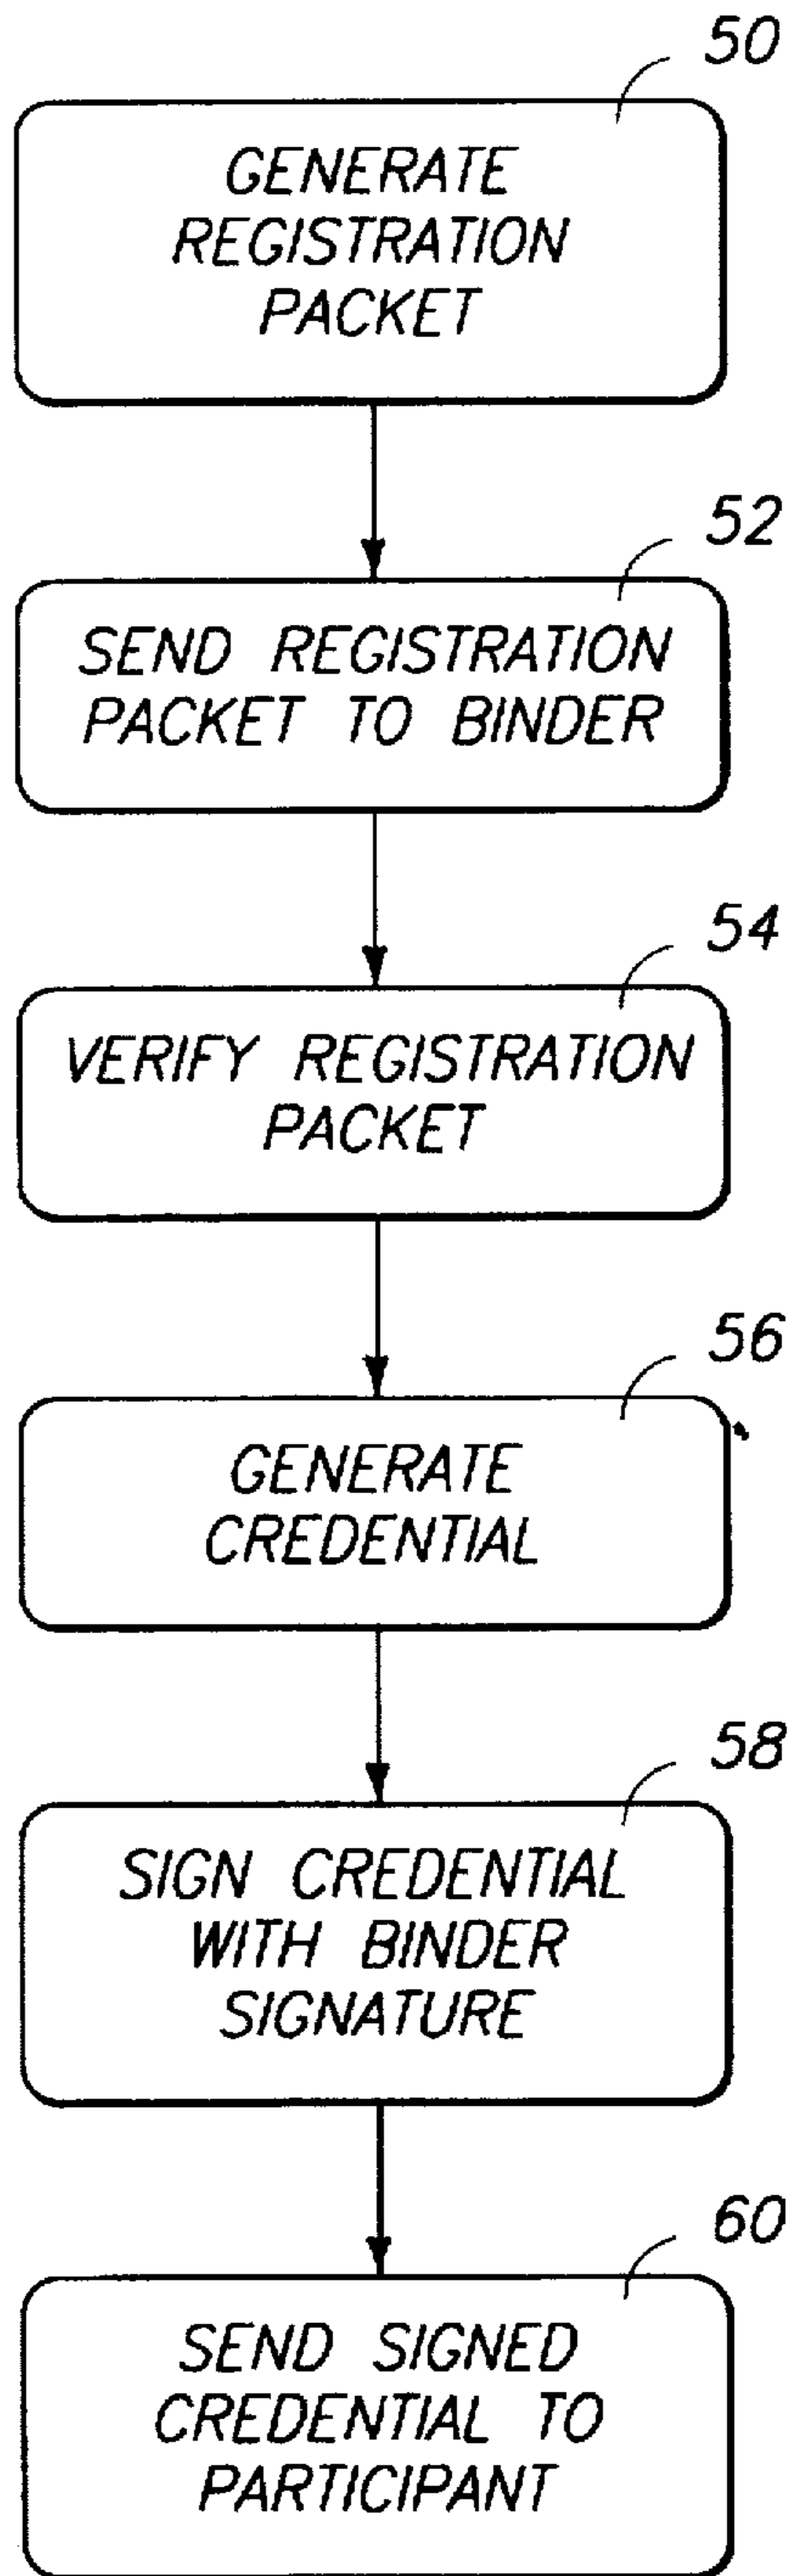 50
GENERATE
REGISTRATION
PACKET
52
SEND REGISTRATION
PACKET TO BINDER
54
VERIFY REGISTRATION
PACKET
56
GENERATE
CREDENTIAL
58
SIGN CREDENTIAL
WITH BINDER
SIGNATURE
60
SEND SIGNED
CREDENTIAL TO
PARTICIPANT